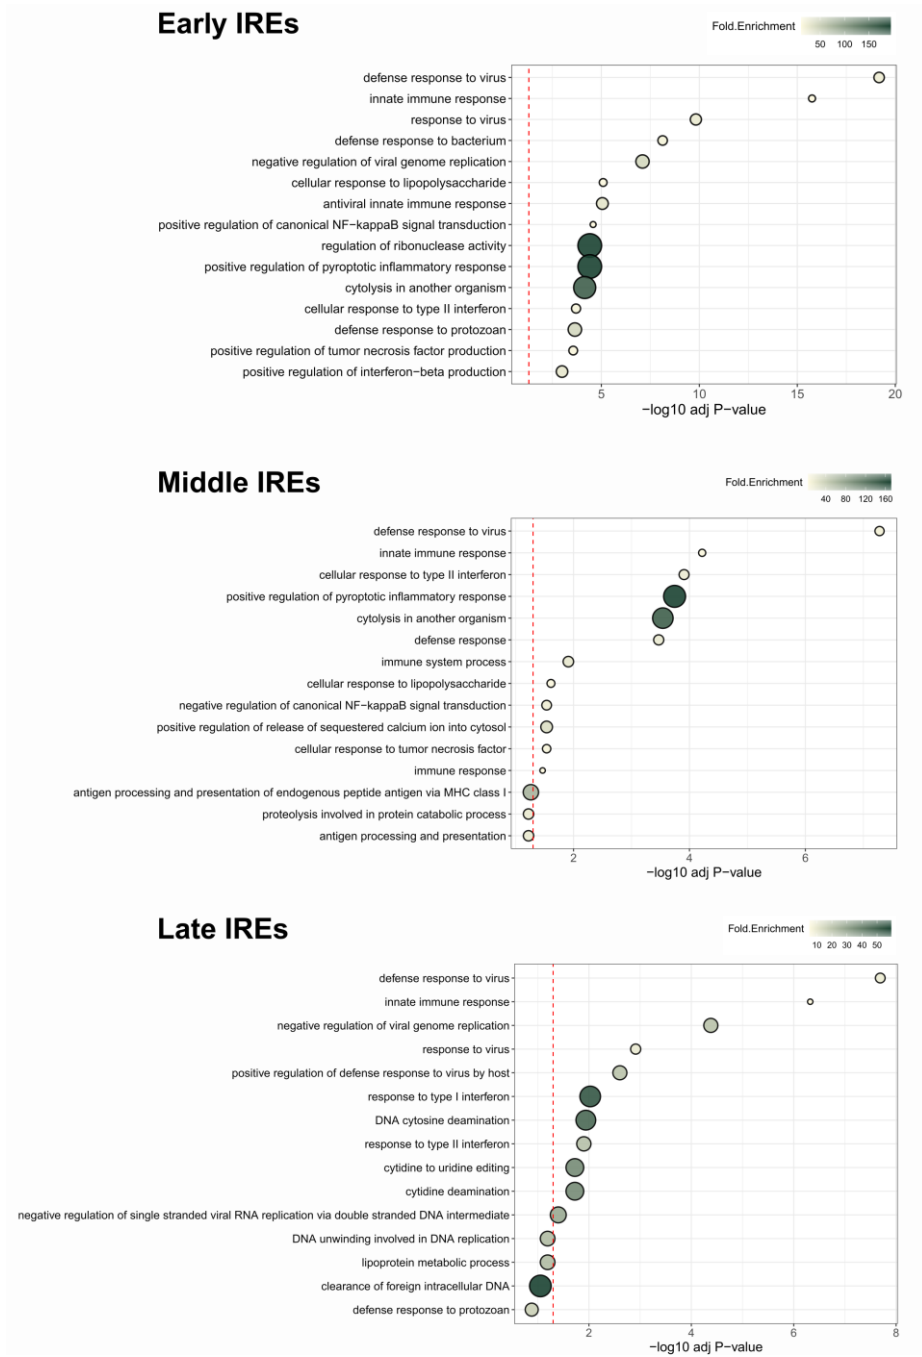 Early IREs
Fold.Enrichment
50 100 150
defense response to virus
innate immune response
response to virus
defense response to bacterium
negative regulation of viral genome replication
cellular response to lipopolysaccharide
antiviral innate immune response
positive regulation of canonical NF−kappaB signal transduction
regulation of ribonuclease activity
positive regulation of pyroptotic inflammatory response
cytolysis in another organism
cellular response to type II interferon
defense response to protozoan
positive regulation of tumor necrosis factor production
positive regulation of interferon−beta production
5 10 15 20
−log10 adj P−value
Middle IREs
Fold.Enrichment
40 80 120 160
defense response to virus
innate immune response
cellular response to type II interferon
positive regulation of pyroptotic inflammatory response
cytolysis in another organism
defense response
immune system process
cellular response to lipopolysaccharide
negative regulation of canonical NF−kappaB signal transduction
positive regulation of release of sequestered calcium ion into cytosol
cellular response to tumor necrosis factor
immune response
antigen processing and presentation of endogenous peptide antigen via MHC class I
proteolysis involved in protein catabolic process
antigen processing and presentation
2 4 6
−log10 adj P−value
Late IREs
Fold.Enrichment
10 20 30 40 50
defense response to virus
innate immune response
negative regulation of viral genome replication
response to virus
positive regulation of defense response to virus by host
response to type I interferon
DNA cytosine deamination
response to type II interferon
cytidine to uridine editing
cytidine deamination
negative regulation of single stranded viral RNA replication via double stranded DNA intermediate
DNA unwinding involved in DNA replication
lipoprotein metabolic process
clearance of foreign intracellular DNA
defense response to protozoan
2 4 6 8
−log10 adj P−value